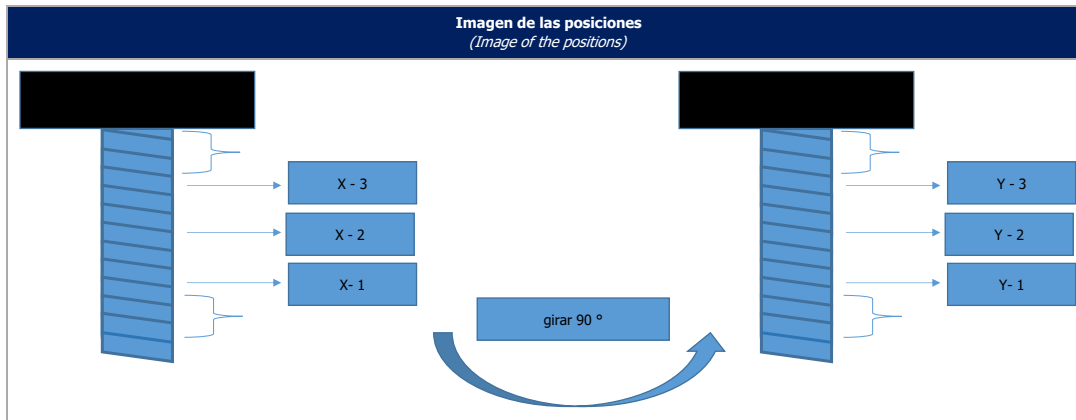 Imagen de las posiciones
(Image of the positions)
X - 3
X - 2
X- 1
girar 90 °
Y - 3
Y - 2
Y- 1